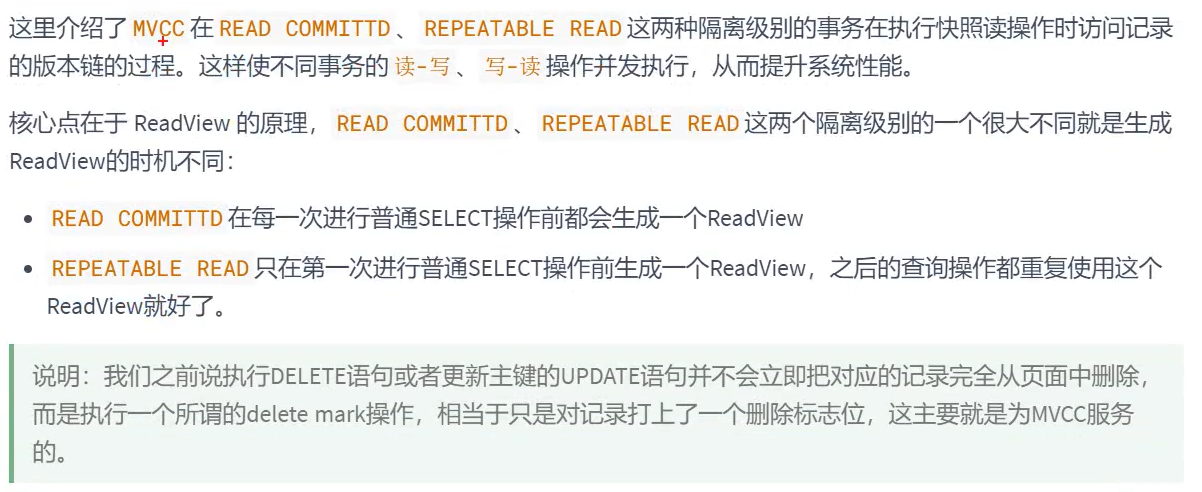 这里介绍了 MVCC 在 READ COMMITTD 、 REPEATABLE READ 这两种隔离级别的事务在执行快照读操作时访问记录
的版本链的过程。这样使不同事务的 读-写 、 写-读 操作并发执行，从而提升系统性能。
核心点在于 ReadView 的原理， READ COMMITTD 、 REPEATABLE READ 这两个隔离级别的一个很大不同就是生成
ReadView的时机不同：
• READ COMMITTD 在每一次进行普通SELECT操作前都会生成一个ReadView
• REPEATABLE READ 只在第一次进行普通SELECT操作前生成一个ReadView，之后的查询操作都重复使用这个
ReadView就好了。
说明：我们之前说执行DELETE语句或者更新主键的UPDATE语句并不会立即把对应的记录完全从页面中删除，
而是执行一个所谓的delete mark操作，相当于只是对记录打上了一个删除标志位，这主要就是为MVCC服务
的。